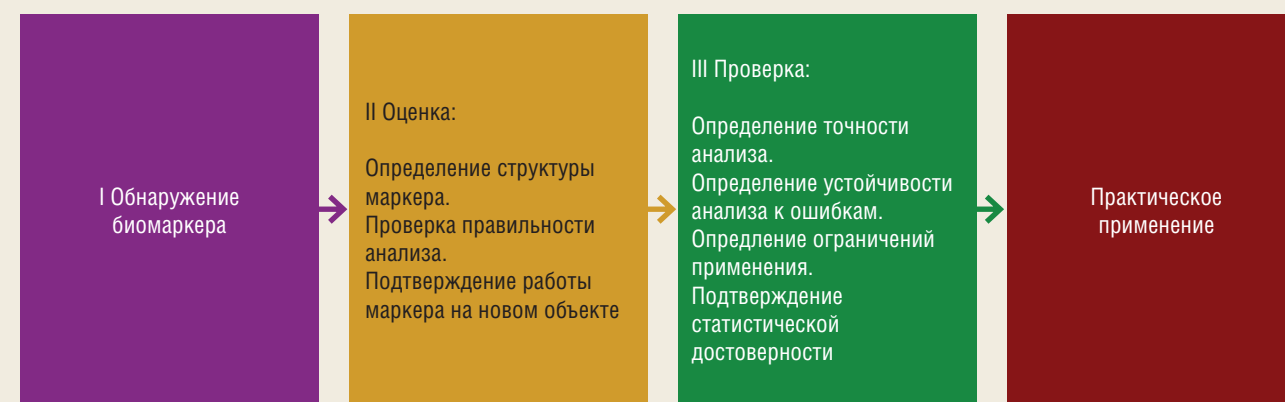 I Обнаружение
биомаркера
II Оценка:
Определение структуры
маркера.
Проверка правильности
анализа.
Подтверждение работы
маркера на новом объекте
III Проверка:
Определение точности
анализа.
Определение устойчивости
анализа к ошибкам.
Опредление ограничений
применения.
Подтверждение
статистической
достоверности
Практическое
применение